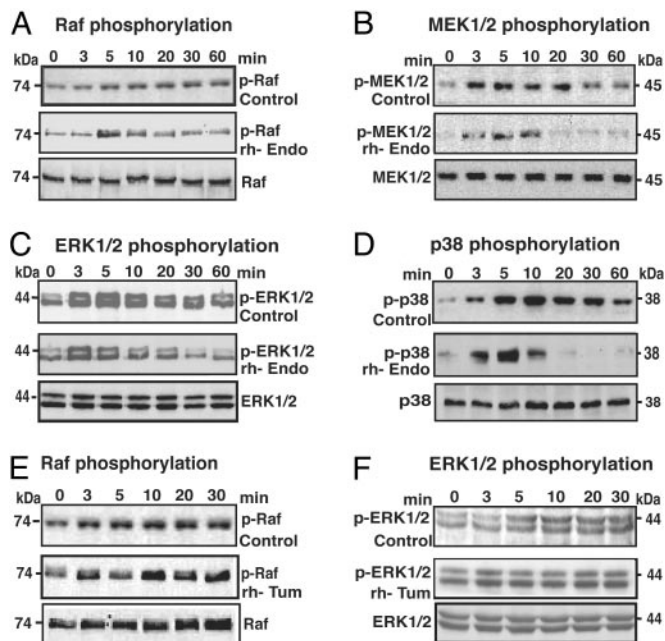 A Raf phosphorylation
kDa 0 3 5 10 20 30 60 min
74 p-Raf
Control
74 p-Raf
rh- Endo
74 Raf
B MEK1/2 phosphorylation
min 0 3 5 10 20 30 60 kDa
p-MEK1/2 45
Control
p-MEK1/2 45
rh- Endo
MEK1/2 45
C ERK1/2 phosphorylation
kDa 0 3 5 10 20 60 min
44 p-ERK1/2
Control
44 p-ERK1/2
rh- Endo
44 ERK1/2
D p38 phosphorylation
min 0 3 5 10 20 30 60 kDa
p-p38 38
Control
p-p38 38
rh- Endo
p38 38
E Raf phosphorylation
kDa 0 3 5 10 20 30 min
74 p-Raf
Control
74 p-Raf
rh- Tum
74 Raf
F ERK1/2 phosphorylation
min 0 3 5 10 20 30 kDa
p-ERK1/2 44
Control
p-ERK1/2 44
rh- Tum
ERK1/2 44